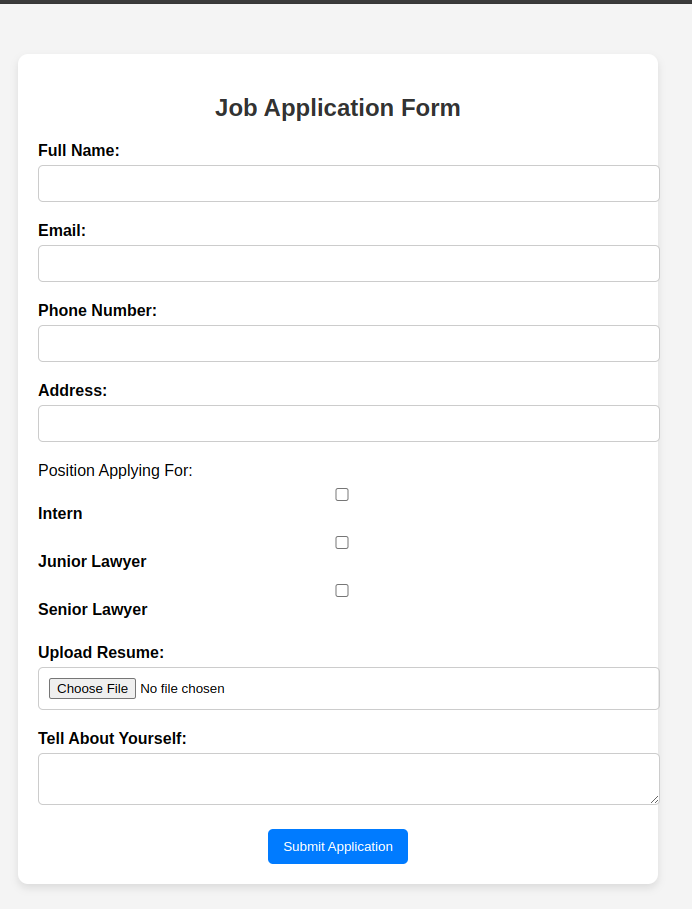 Job Application Form
Full Name:
Email:
Phone Number:
Address:
Position Applying For:
Intern
Junior Lawyer
Senior Lawyer
Upload Resume:
Choose File No file chosen
Tell About Yourself:
Submit Application